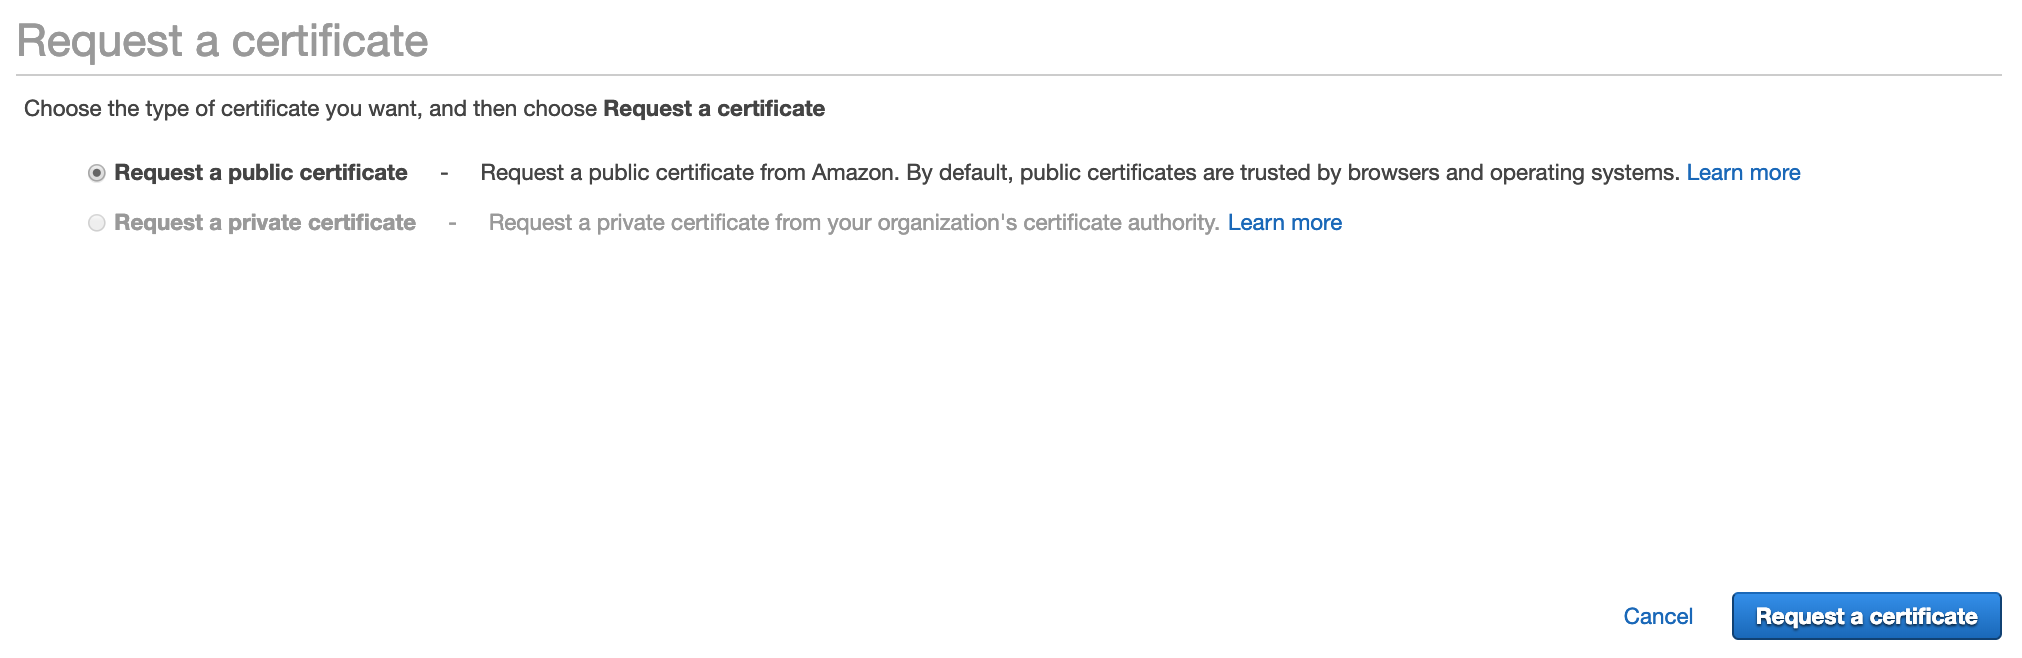 Request a certificate
Choose the type of certificate you want, and then choose Request a certificate
Request a public certificate - Request a public certificate from Amazon. By default, public certificates are trusted by browsers and operating systems. Learn more
Request a private certificate - Request a private certificate from your organization's certificate authority. Learn more
Cancel Request a certificate